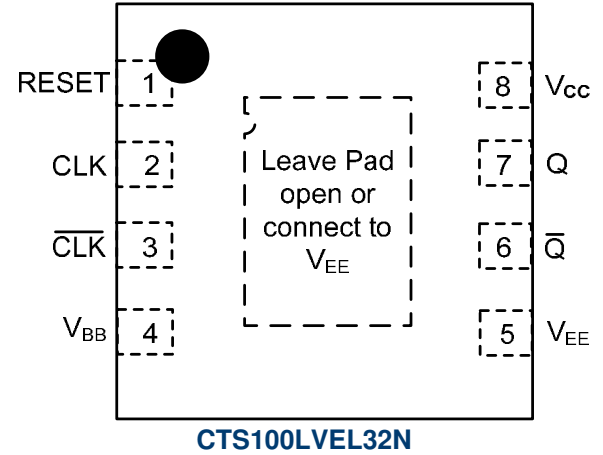 RESET 1 8 VCC
CLK 2 7 Q
C̅L̅K̅ 3 6 Q̅
VBB 4 5 VEE
Leave Pad
open or
connect to
VEE
CTS100LVEL32N